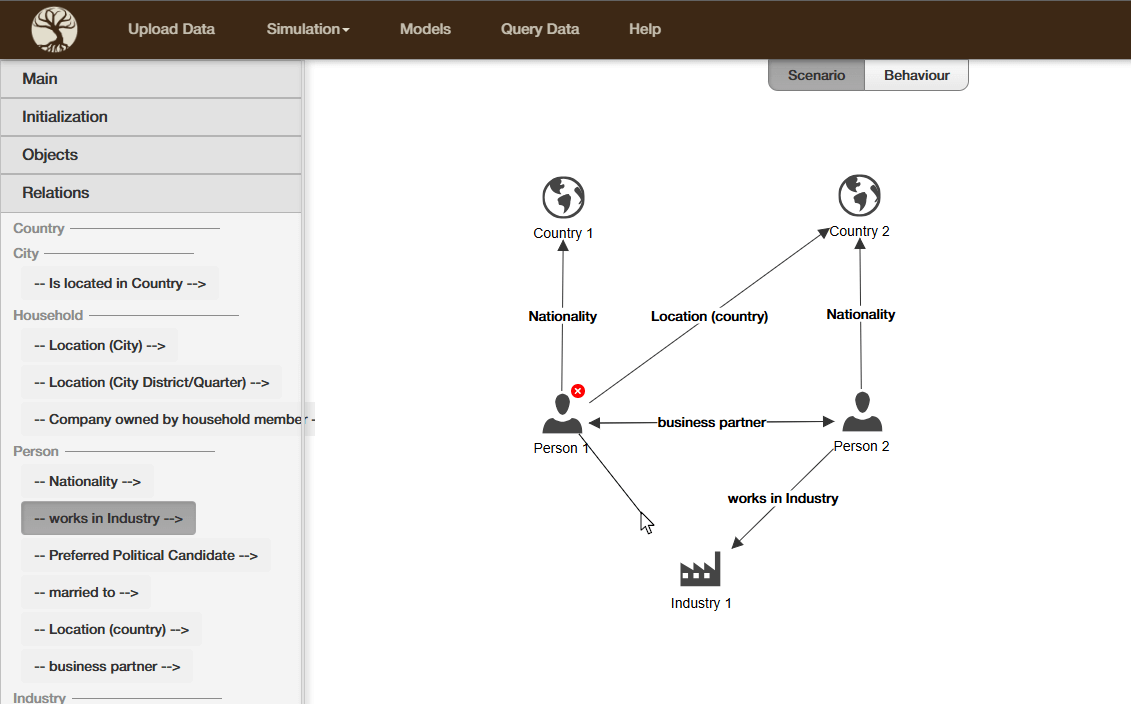 Upload Data
Simulation
Models
Query Data
Help
Main
Initialization
Objects
Relations
Country
City
-- Is located in Country -->
Household
-- Location (City) -->
-- Location (City District/Quarter) -->
-- Company owned by household member -
Person
-- Nationality -->
-- works in Industry -->
-- Preferred Political Candidate -->
-- married to -->
-- Location (country) -->
-- business partner -->
Industry
Scenario
Behaviour
Country 1
Country 2
Nationality
Location (country)
Nationality
business partner
Person 1
Person 2
works in Industry
Industry 1